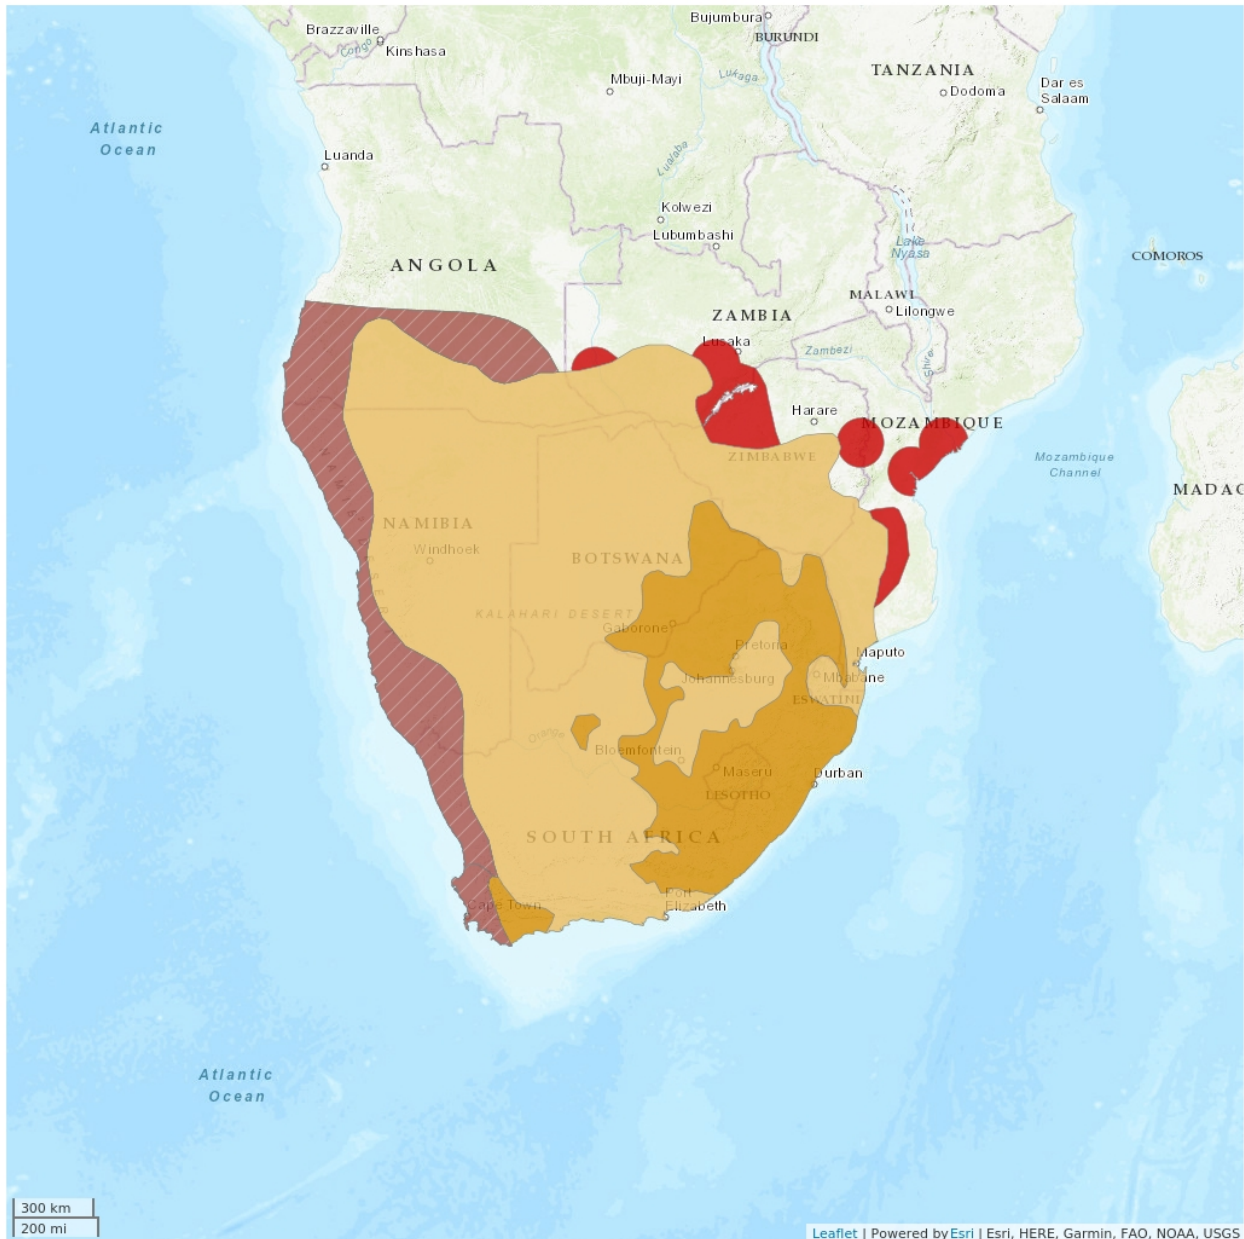 Bujumbura
Brazzaville
BURUNDI
Congo
Kinshasa
TANZANIA
Lukaga
Mbuji-Mayi
Dar es
Salaam
Dodoma
Atlantic
Ocean
Luanda
Lualaba
Kolwezi
Lubumbashi
Lake
Nyasa
COMOROS
ANGOLA
MALAWI
Lilongwe
ZAMBIA
Lusaka
Zambezi
Shire
Harare
MOZAMBIQUE
ZIMBABWE
Mozambique
Channel
MADAG
NAMIBIA
Windhoek
BOTSWANA
KALAHARI DESERT
Gaborone
Pretoria
Maputo
Johannesburg
Mbabane
ESWATINI
Orange
Bloemfontein
Maseru
Durban
LESOTHO
SOUTH AFRICA
Cape Town
Port
Elizabeth
Atlantic
Ocean
300 km
200 mi
Leaflet | Powered by Esri | Esri, HERE, Garmin, FAO, NOAA, USGS